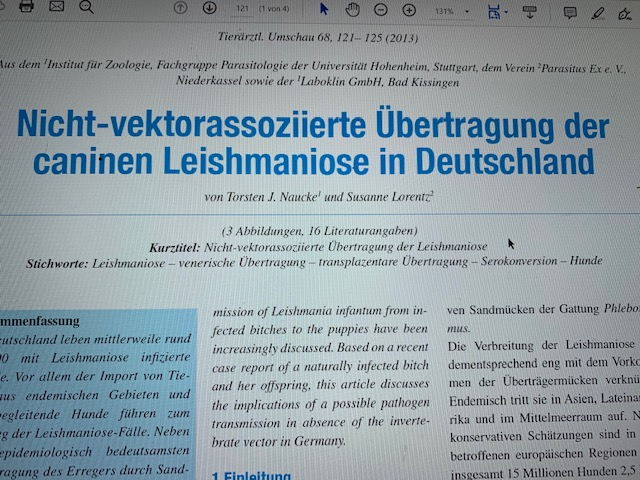 121
(1 von 4)
131%
Tierärztl. Umschau 68, 121– 125 (2013)
Aus dem ¹Institut für Zoologie, Fachgruppe Parasitologie der Universität Hohenheim, Stuttgart, dem Verein ²Parasitus Ex e. V.,
Niederkassel sowie der ¹Laboklin GmbH, Bad Kissingen
Nicht-vektorassoziierte Übertragung der
caninen Leishmaniose in Deutschland
von Torsten J. Naucke¹ und Susanne Lorentz²
(3 Abbildungen, 16 Literaturangaben)
Kurztitel: Nicht-vektorassoziierte Übertragung der Leishmaniose
Stichworte: Leishmaniose – venerische Übertragung – transplazentare Übertragung – Serokonversion – Hunde
mmenfassung
eutschland leben mittlerweile rund
00 mit Leishmaniose infizierte
e. Vor allem der Import von Tie-
aus endemischen Gebieten und
begleitende Hunde führen zum
g der Leishmaniose-Fälle. Neben
epidemiologisch bedeutsamsten
ragung des Erregers durch Sand-
mission of Leishmania infantum from in-
fected bitches to the puppies have been
increasingly discussed. Based on a recent
case report of a naturally infected bitch
and her offspring, this article discusses
the implications of a possible pathogen
transmission in absence of the inverte-
brate vector in Germany.
1 Einleitung
ven Sandmücken der Gattung Phlebo
mus.
Die Verbreitung der Leishmaniose
dementsprechend eng mit dem Vorko
men der Überträgermücken verknü
Endemisch tritt sie in Asien, Lateina
rika und im Mittelmeerraum auf. N
konservativen Schätzungen sind in
betroffenen europäischen Regionen
insgesamt 15 Millionen Hunden 2,5